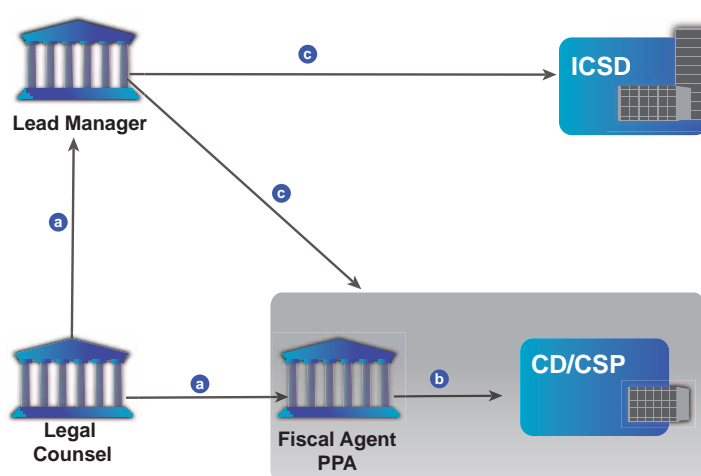 c
ICSD
Lead Manager
c
a
a
b
CD/CSP
Legal
Counsel
Fiscal Agent
PPA